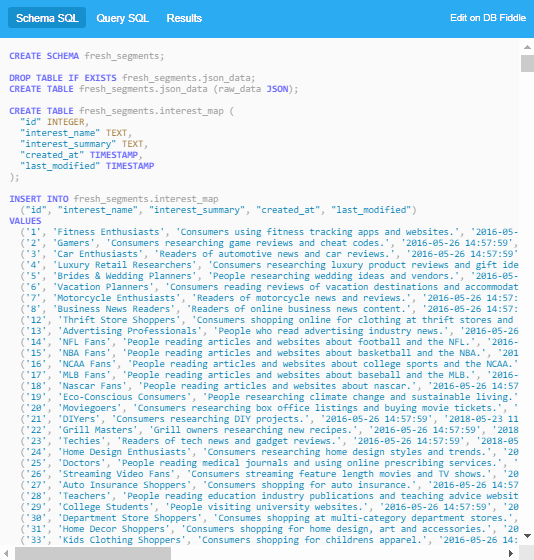 Schema SQL Query SQL Results Edit on DB Fiddle
CREATE SCHEMA fresh_segments;
DROP TABLE IF EXISTS fresh_segments.json_data;
CREATE TABLE fresh_segments.json_data (raw_data JSON);
CREATE TABLE fresh_segments.interest_map (
"id" INTEGER,
"interest_name" TEXT,
"interest_summary" TEXT,
"created_at" TIMESTAMP,
"last_modified" TIMESTAMP
);
INSERT INTO fresh_segments.interest_map
("id", "interest_name", "interest_summary", "created_at", "last_modified")
VALUES
('1', 'Fitness Enthusiasts', 'Consumers using fitness tracking apps and websites.', '2016-05-
('2', 'Gamers', 'Consumers researching game reviews and cheat codes.', '2016-05-26 14:57:59',
('3', 'Car Enthusiasts', 'Readers of automotive news and car reviews.', '2016-05-26 14:57:59'
('4', 'Luxury Retail Researchers', 'Consumers researching luxury product reviews and gift ide
('5', 'Brides & Wedding Planners', 'People researching wedding ideas and vendors.', '2016-05-
('6', 'Vacation Planners', 'Consumers reading reviews of vacation destinations and accommodat
('7', 'Motorcycle Enthusiasts', 'Readers of motorcycle news and reviews.', '2016-05-26 14:57:
('8', 'Business News Readers', 'Readers of online business news content.', '2016-05-26 14:57:
('12', 'Thrift Store Shoppers', 'Consumers shopping online for clothing at thrift stores and
('13', 'Advertising Professionals', 'People who read advertising industry news.', '2016-05-26
('14', 'NFL Fans', 'People reading articles and websites about football and the NFL.', '2016-
('15', 'NBA Fans', 'People reading articles and websites about basketball and the NBA.', '201
('16', 'NCAA Fans', 'People reading articles and websites about college sports and the NCAA.'
('17', 'MLB Fans', 'People reading articles and websites about baseball and the MLB.', '2016-
('18', 'Nascar Fans', 'People reading articles and websites about nascar.', '2016-05-26 14:57
('19', 'Eco-Conscious Consumers', 'People researching climate change and sustainable living.'
('20', 'Moviegoers', 'Consumers researching box office listings and buying movie tickets.', '
('21', 'DIYers', 'Consumers researching DIY projects.', '2016-05-26 14:57:59', '2018-05-23 11
('22', 'Grill Masters', 'Grill owners researching new recipes.', '2016-05-26 14:57:59', '2018
('23', 'Techies', 'Readers of tech news and gadget reviews.', '2016-05-26 14:57:59', '2018-05
('24', 'Home Design Enthusiasts', 'Consumers researching home design styles and trends.', '20
('25', 'Doctors', 'People reading medical journals and using online prescribing services.', '
('26', 'Streaming Video Fans', 'Consumers streaming feature length movies and TV shows.', '20
('27', 'Auto Insurance Shoppers', 'Consumers shopping for auto insurance.', '2016-05-26 14:57
('28', 'Teachers', 'People reading education industry publications and teaching advice websit
('29', 'College Students', 'People visiting university websites.', '2016-05-26 14:57:59', '20
('30', 'Department Store Shoppers', 'Consumes shopping at multi-category department stores.',
('31', 'Home Decor Shoppers', 'Consumers shopping for home design, art and accessories.', '20
('33', 'Kids Clothing Shoppers', 'Consumers shopping for childrens apparel.', '2016-05-26 14: